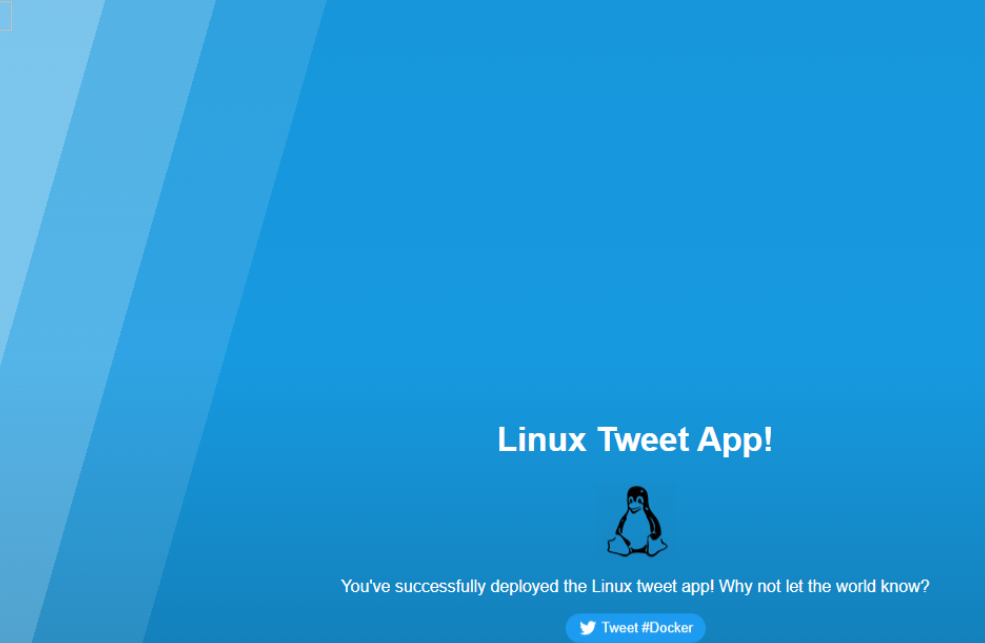 Linux Tweet App!
You've successfully deployed the Linux tweet app! Why not let the world know?
Tweet #Docker